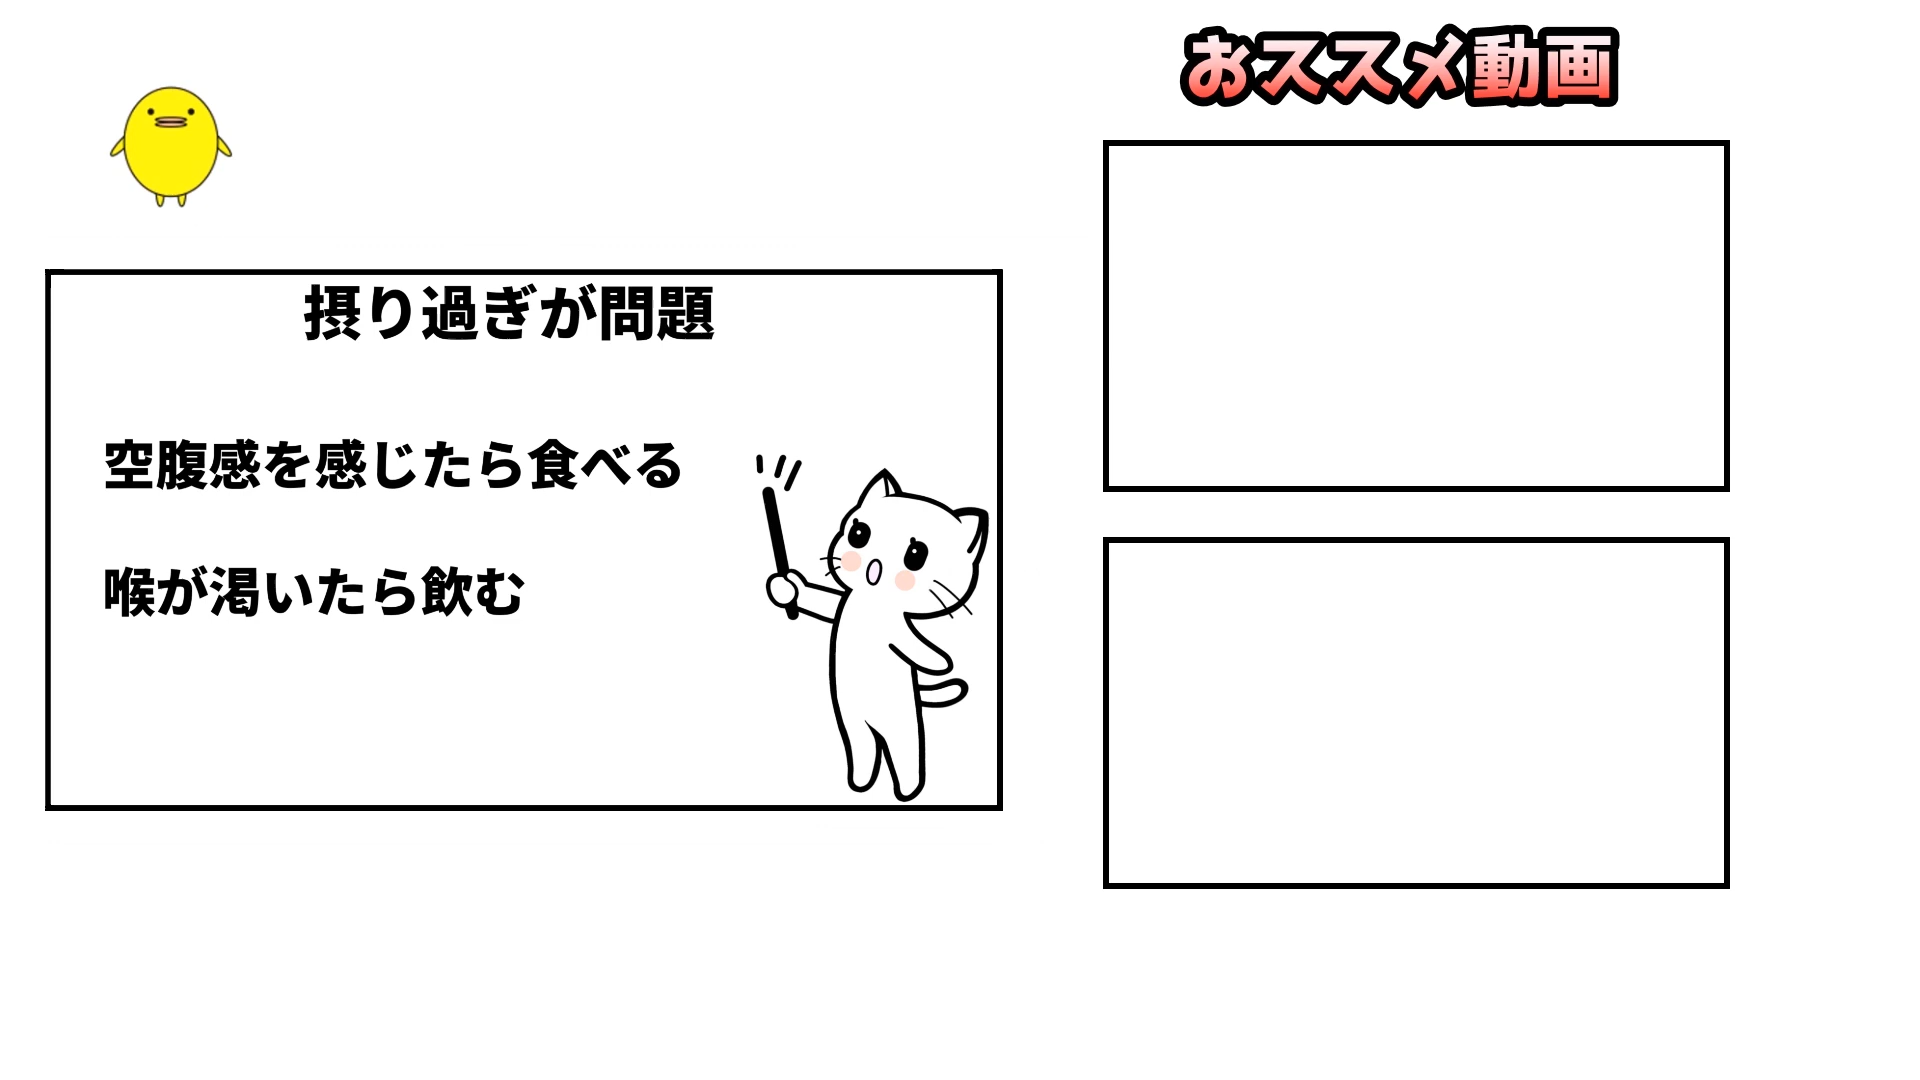 おススメ動画
摂り過ぎが問題
空腹感を感じたら食べる
喉が渇いたら飲む